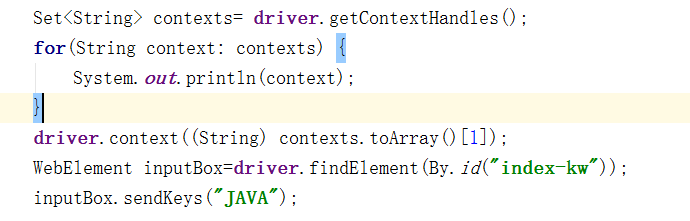 Set<String> contexts= driver.getContextHandles();
for(String context: contexts) {
System.out.println(context);
}
driver.context((String) contexts.toArray()[1]);
WebElement inputBox=driver.findElement(By.id("index-kw"));
inputBox.sendKeys("JAVA");